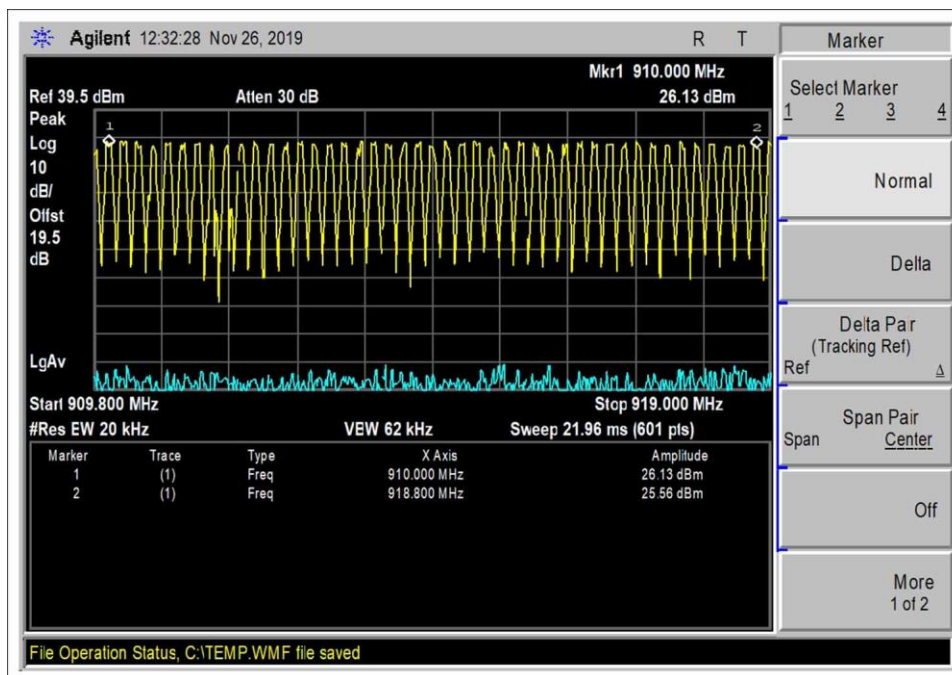 Agilent 12:32:28 Nov 26, 2019 R T
Mkr1 910.000 MHz
Ref 39.5 dBm Atten 30 dB 26.13 dBm
Peak
Log
10
dB/
Offst
19.5
dB
1
2
LgAv
Start 909.800 MHz Stop 919.000 MHz
#Res EW 20 kHz VEW 62 kHz Sweep 21.96 ms (601 pts)
Marker Trace Type X Axis Amplitude
1 (1) Freq 910.000 MHz 26.13 dBm
2 (1) Freq 918.800 MHz 25.56 dBm
File Operation Status, C:\TEMP.WMF file saved
Marker
Select Marker
1 2 3 4
Normal
Delta
Delta Pair
(Tracking Ref)
Ref Δ
Span Pair
Span Center
Off
More
1 of 2